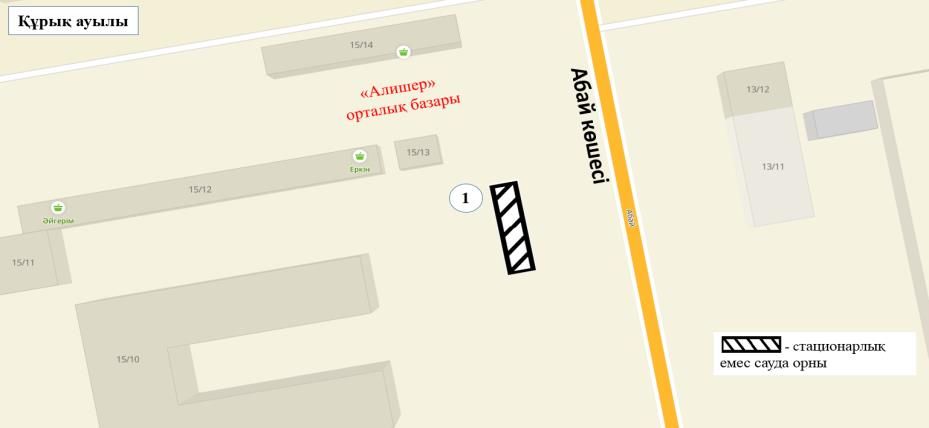 Құрық ауылы
15/14
«Алишер»
орталық базары
Абай көшесі
13/12
13/11
15/13
Еркін
15/12
Әйгерім
1
Абай
15/11
15/10
- стационарлық
емес сауда орны